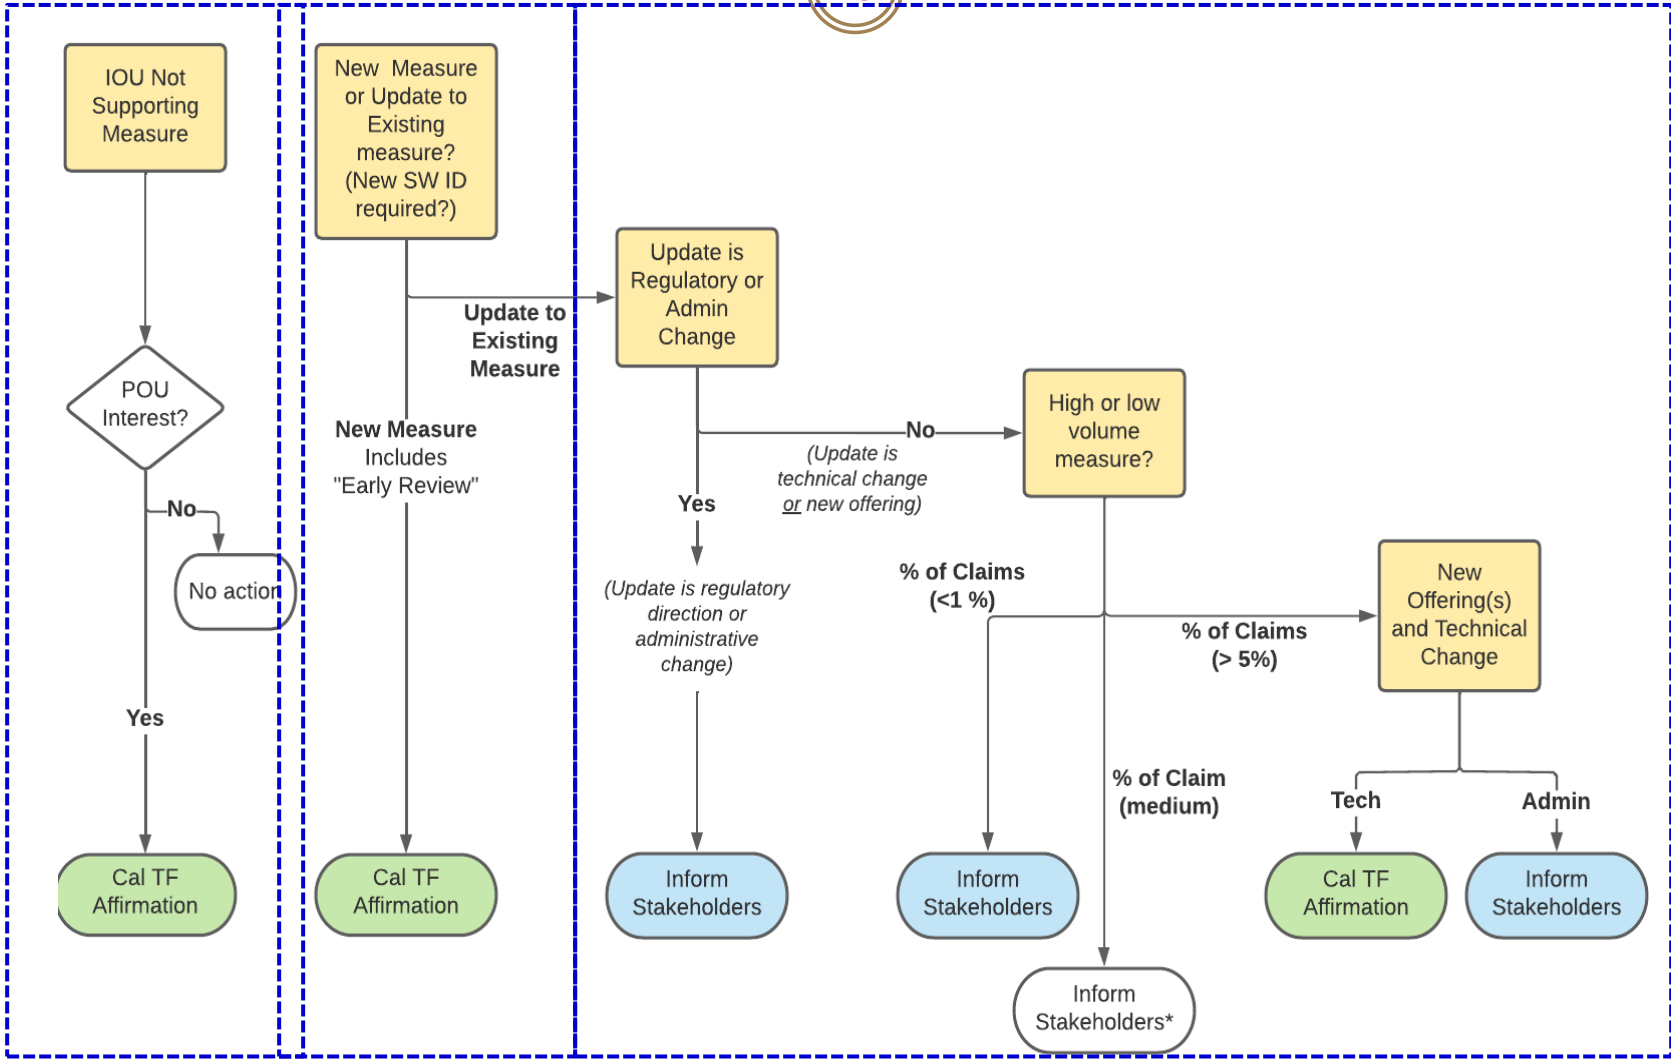 IOU Not
Supporting
Measure
POU
Interest?
No
No action
Yes
Cal TF
Affirmation
New Measure
or Update to
Existing
measure?
(New SW ID
required?)
Update to
Existing
Measure
New Measure
Includes
"Early Review"
Cal TF
Affirmation
Update is
Regulatory or
Admin
Change
No
(Update is
technical change
or new offering)
Yes
(Update is regulatory
direction or
administrative
change)
Inform
Stakeholders
High or low
volume
measure?
% of Claims
(<1 %)
Inform
Stakeholders
% of Claims
(> 5%)
% of Claim
(medium)
Inform
Stakeholders*
New
Offering(s)
and Technical
Change
Tech
Admin
Cal TF
Affirmation
Inform
Stakeholders